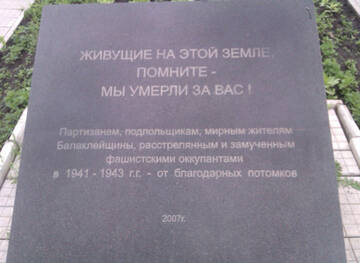 ЖИВУЩИЕ НА ЭТОЙ ЗЕМЛЕ,
ПОМНИТЕ -
МЫ УМЕРЛИ ЗА ВАС !
Партизанам, подпольщикам, мирным жителям
Балаклейщины, расстрелянным и замученным
фашистскими оккупантами
в 1941 - 1943 г.г. - от благодарных потомков
2007г.